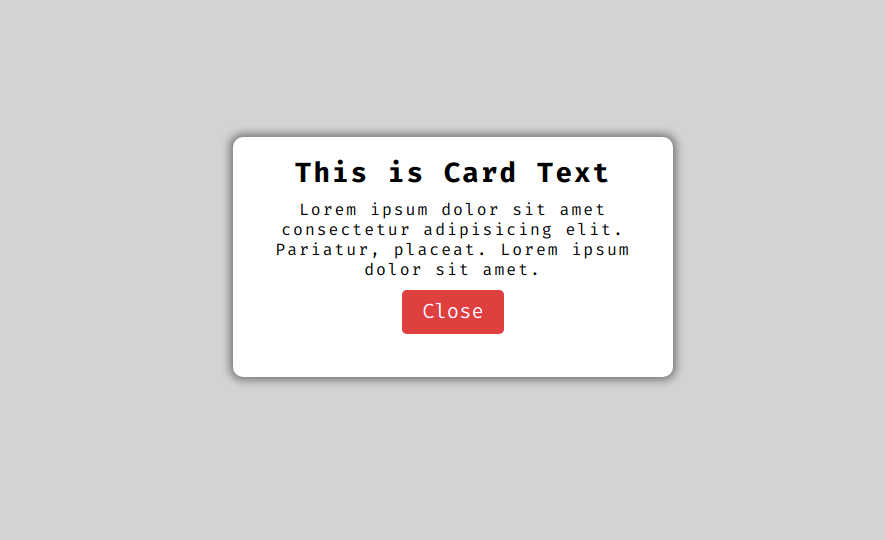 This is Card Text
Lorem ipsum dolor sit amet
consectetur adipisicing elit.
Pariatur, placeat. Lorem ipsum
dolor sit amet.
Close